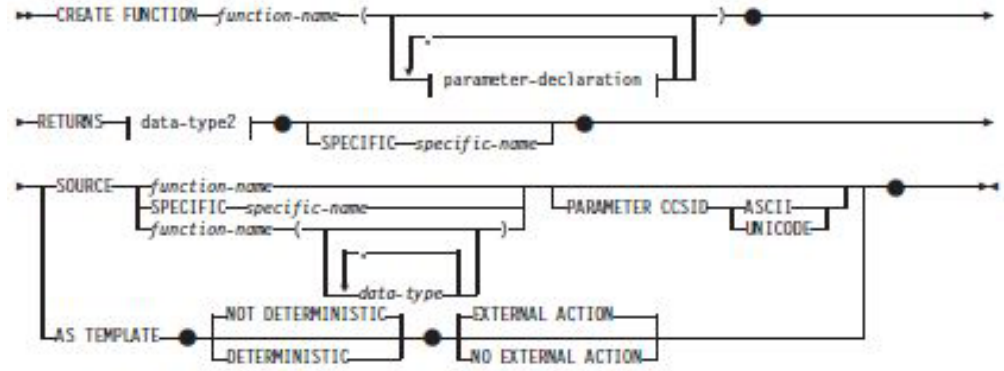 CREATE FUNCTION function-name ( )
,
parameter-declaration
RETURNS data-type2
SPECIFIC specific-name
SOURCE function-name
SPECIFIC specific-name PARAMETER CCSID ASCII
function-name ( ) UNICODE
,
data-type
NOT DETERMINISTIC EXTERNAL ACTION
AS TEMPLATE
DETERMINISTIC NO EXTERNAL ACTION